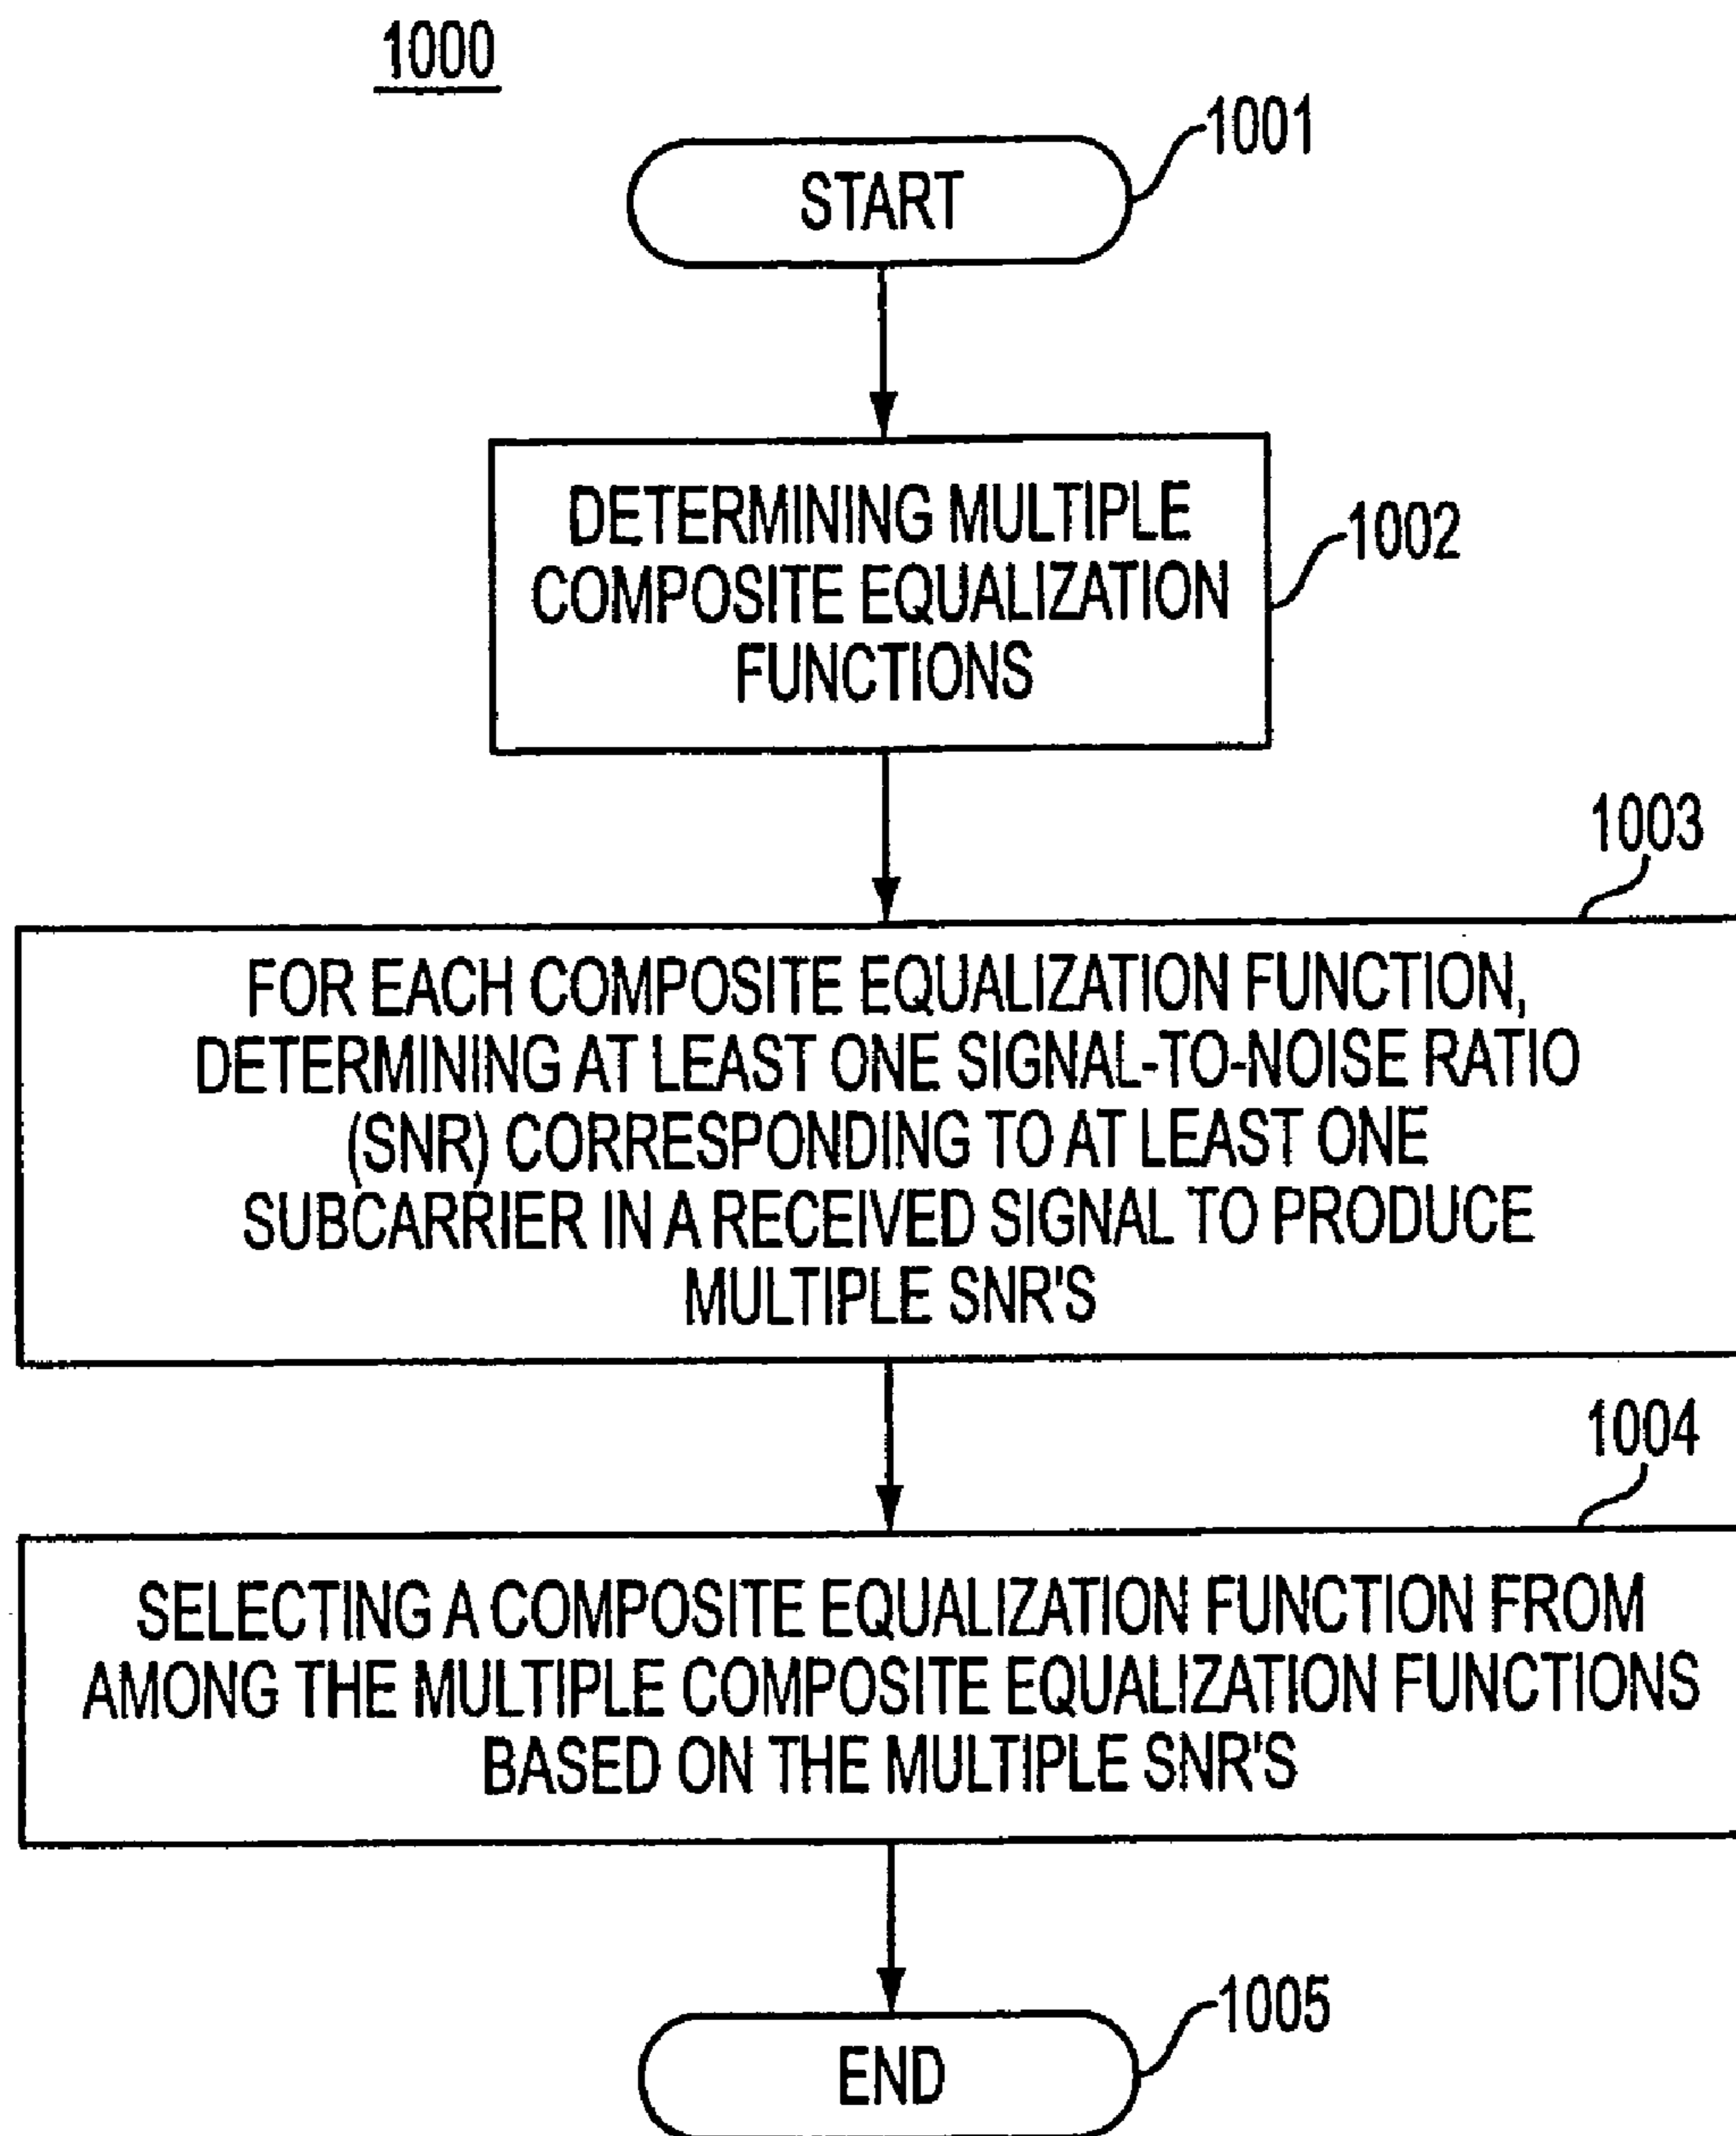 1000
1001
START
DETERMINING MULTIPLE
COMPOSITE EQUALIZATION
FUNCTIONS
1002
1003
FOR EACH COMPOSITE EQUALIZATION FUNCTION,
DETERMINING AT LEAST ONE SIGNAL-TO-NOISE RATIO
(SNR) CORRESPONDING TO AT LEAST ONE
SUBCARRIER IN A RECEIVED SIGNAL TO PRODUCE
MULTIPLE SNR'S
1004
SELECTING A COMPOSITE EQUALIZATION FUNCTION FROM
AMONG THE MULTIPLE COMPOSITE EQUALIZATION FUNCTIONS
BASED ON THE MULTIPLE SNR'S
1005
END